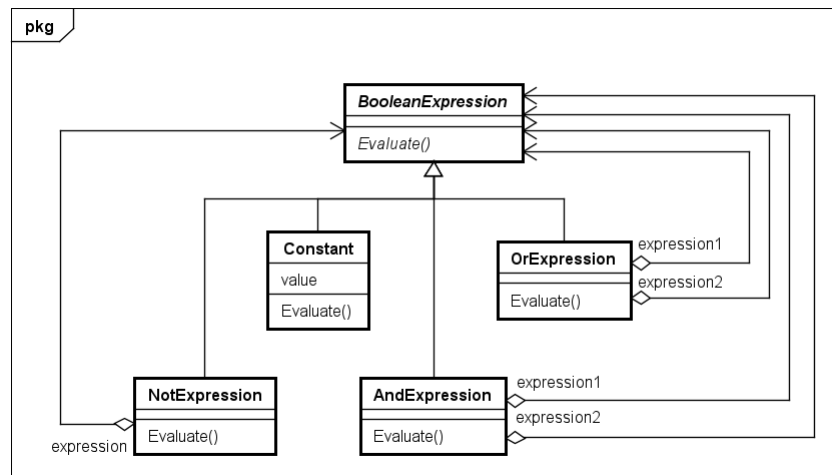 pkg
BooleanExpression
Evaluate()
Constant
value
Evaluate()
OrExpression
Evaluate()
expression1
expression2
NotExpression
Evaluate()
expression
AndExpression
Evaluate()
expression1
expression2